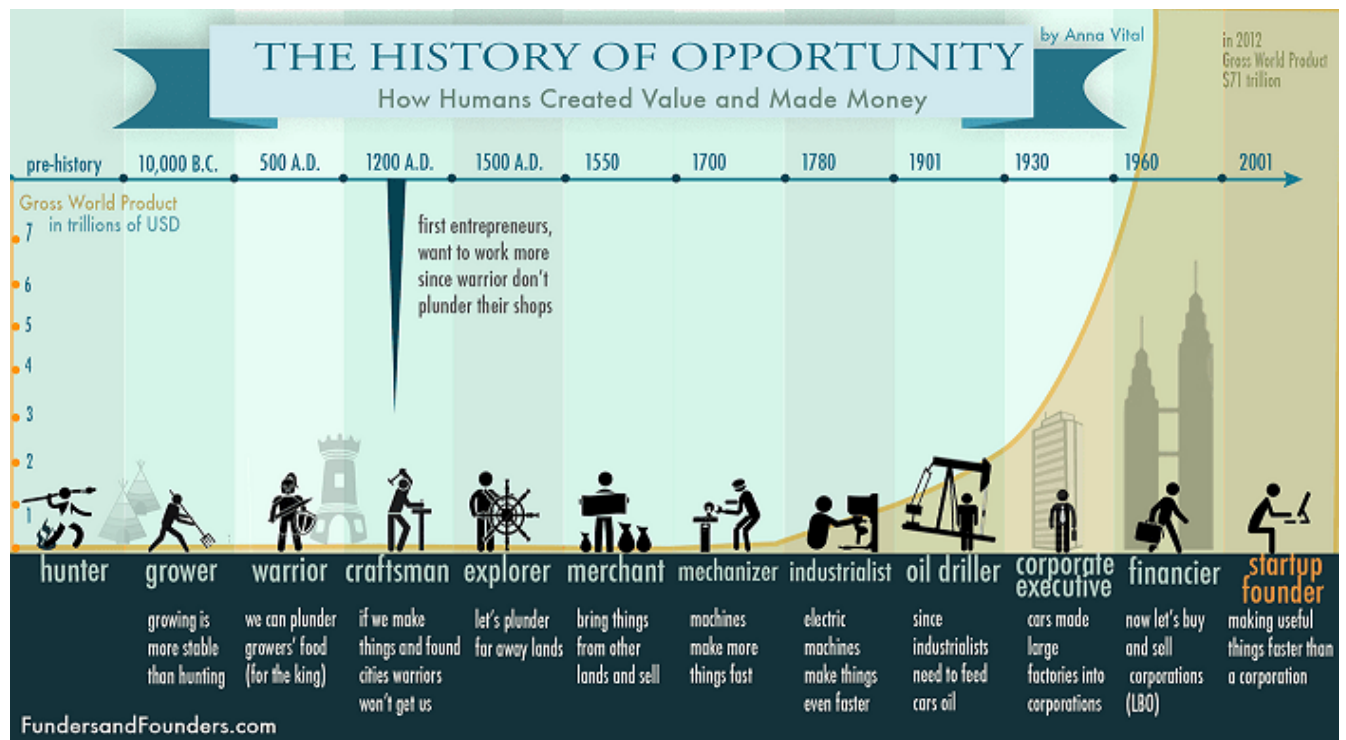 THE HISTORY OF OPPORTUNITY
How Humans Created Value and Made Money
by Anna Vital
in 2012
Gross World Product
$71 trillion
pre-history
10,000 B.C.
500 A.D.
1200 A.D.
1500 A.D.
1550
1700
1780
1901
1930
1960
2001
Gross World Product
in trillions of USD
7
6
5
4
3
2
1
first entrepreneurs,
want to work more
since warrior don't
plunder their shops
hunter
grower
growing is
more stable
than hunting
warrior
we can plunder
growers' food
(for the king)
craftsman
if we make
things and found
cities warriors
won't get us
explorer
let's plunder
far away lands
merchant
bring things
from other
lands and sell
mechanizer
machines
make more
things fast
industrialist
electric
machines
make things
even faster
oil driller
since
industrialists
need to feed
cars oil
corporate
executive
cars made
large
factories into
corporations
financier
now let's buy
and sell
corporations
(LBO)
startup
founder
making useful
things faster than
a corporation
FundersandFounders.com